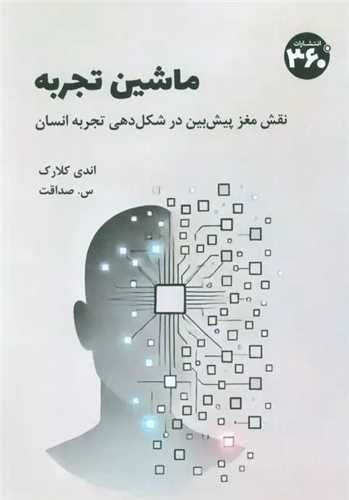 انتشارات
۳۶۰
ماشین تجربه
نقش مغز پیش‌بین در شکل‌دهی تجربه انسان
اندی کلارک
س. صداقت